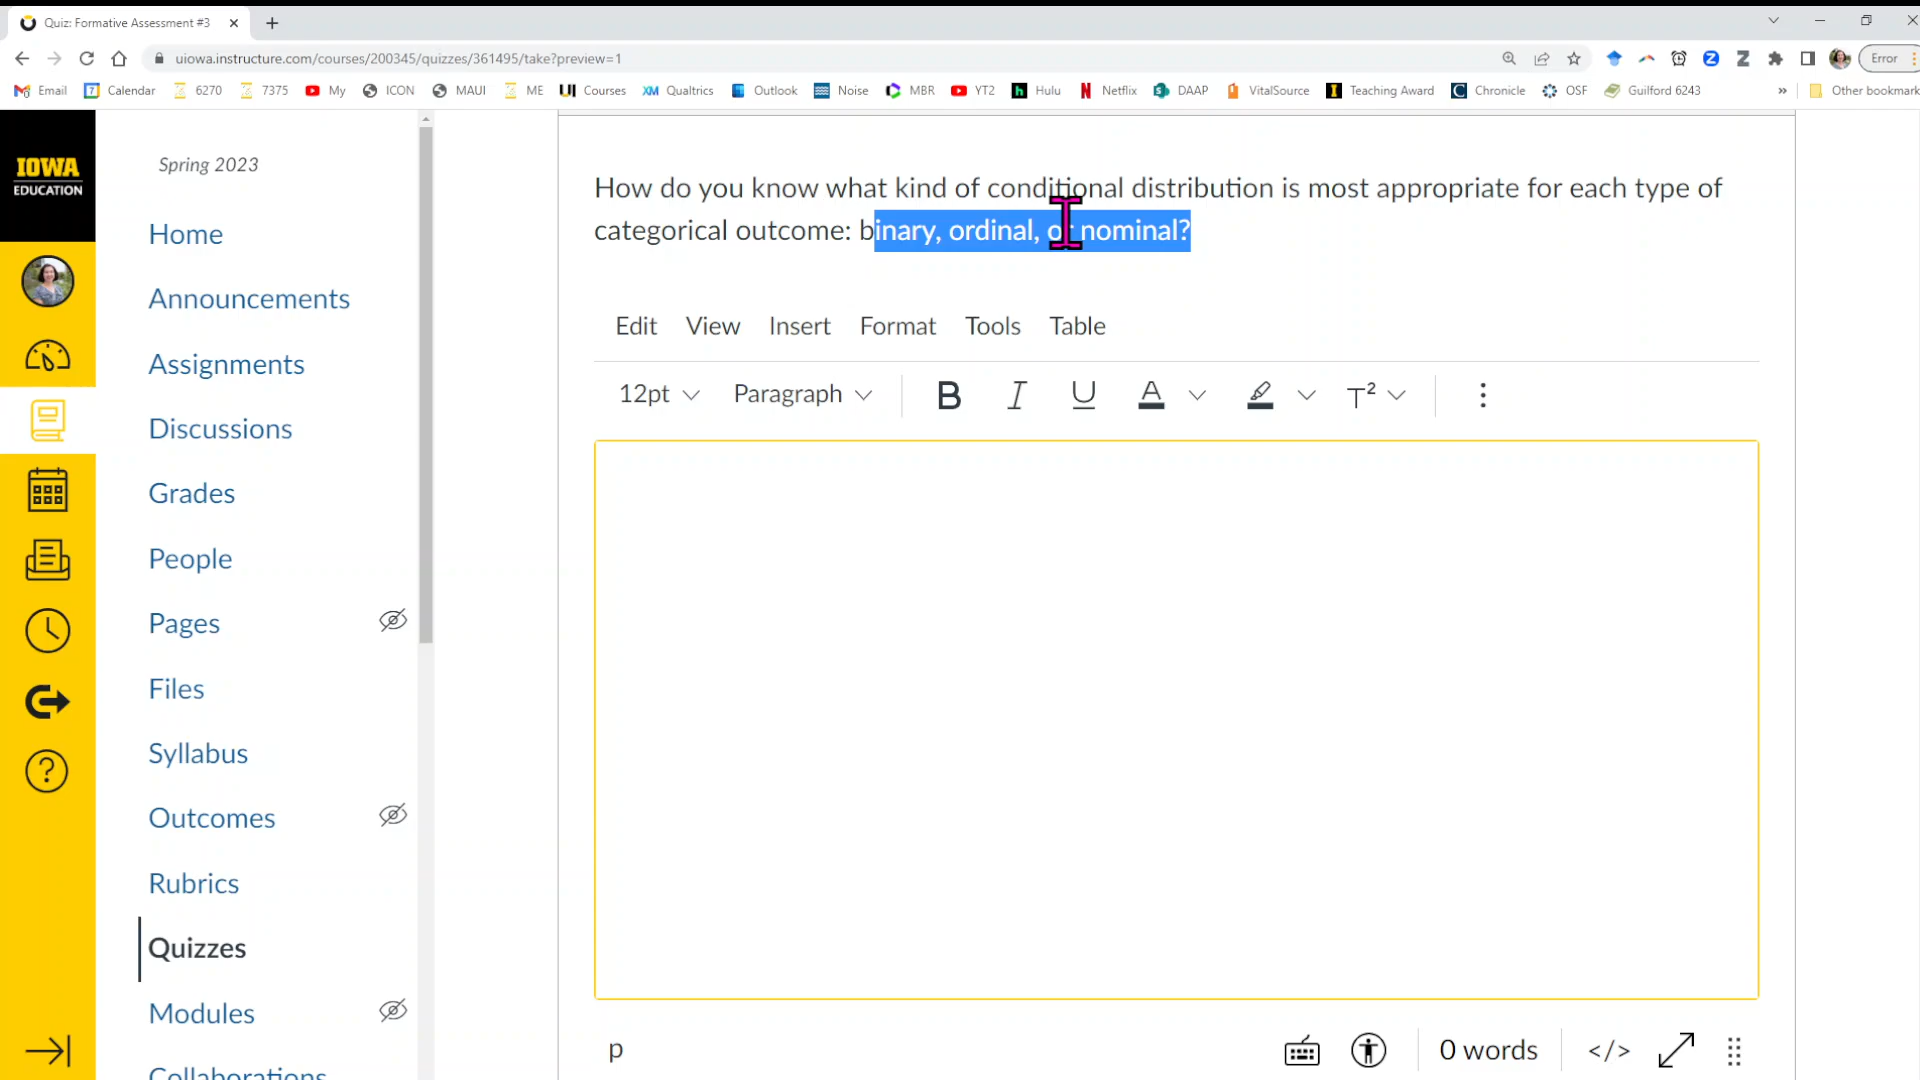 Quiz: Formative Assessment #3
uiowa.instructure.com/courses/200345/quizzes/361495/take?preview=1
Error
Email Calendar 6270 7375 My ICON MAUI ME Courses Qualtrics Outlook Noise MBR YT2 Hulu Netflix DAAP VitalSource Teaching Award Chronicle OSF Guilford 6243 » Other bookmark
IOWA
EDUCATION
Spring 2023
Home
Announcements
Assignments
Discussions
Grades
People
Pages
Files
Syllabus
Outcomes
Rubrics
Quizzes
Modules
Collaborations
How do you know what kind of conditional distribution is most appropriate for each type of
categorical outcome: binary, ordinal, or nominal?
Edit View Insert Format Tools Table
12pt Paragraph B I U A T²
p
0 words </>